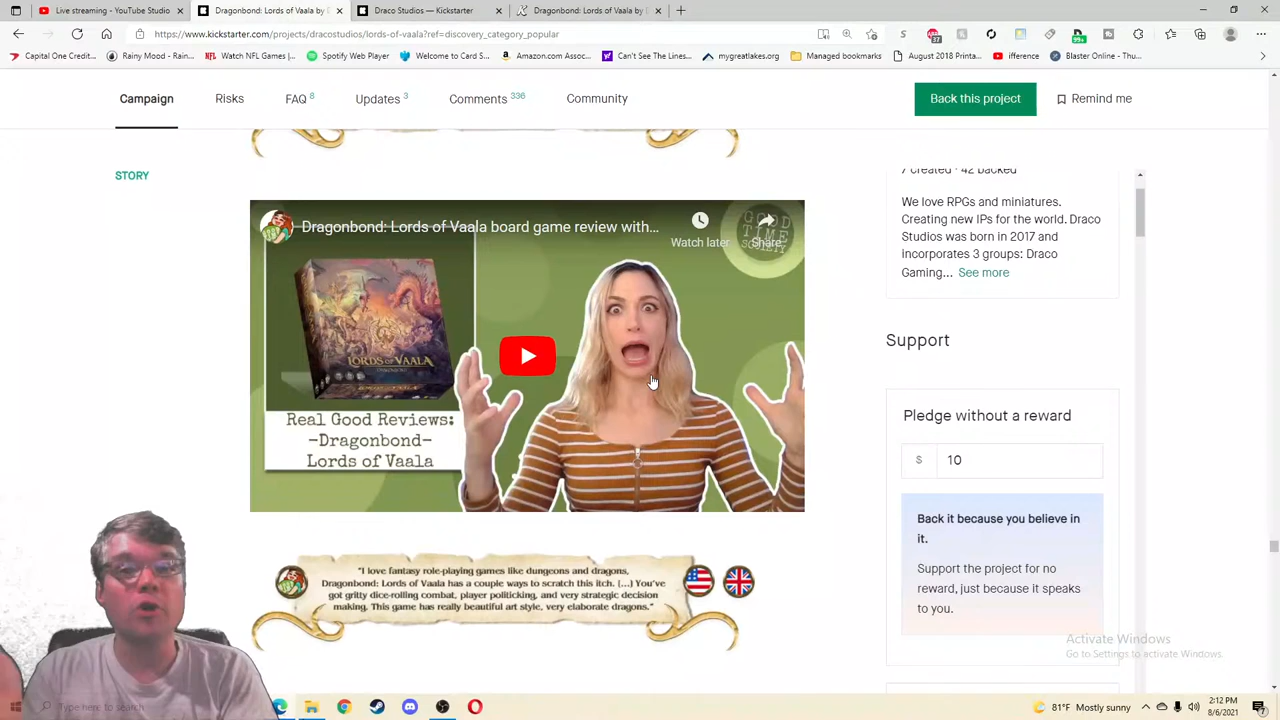 Live streaming - YouTube Studio
Dragonbond: Lords of Vaala by D
Draco Studios — Kickstarter
Dragonbond: Lords of Vaala by
https://www.kickstarter.com/projects/dracostudios/lords-of-vaala?ref=discovery_category_popular
37
99+
Capital One Credit...
Rainy Mood - Rain...
Watch NFL Games |...
Spotify Web Player
Welcome to Card S...
Amazon.com Assoc...
Can't See The Lines...
mygreatlakes.org
Managed bookmarks
August 2018 Printa...
ifference
Blaster Online - Thu...
Campaign
Risks
FAQ 8
Updates 3
Comments 336
Community
Back this project
Remind me
STORY
Dragonbond: Lords of Vaala board game review with...
Watch later
Share
GOOD TIME SOCIETY
LORDS OF VAALA
DRAGONBOND
Real Good Reviews:
-Dragonbond-
Lords of Vaala
"I love fantasy role-playing games like dungeons and dragons,
Dragonbond: Lords of Vaala has a couple ways to scratch this itch. (...) You've
got gritty dice-rolling combat, player politicking, and very strategic decision
making. This game has really beautiful art style, very elaborate dragons."
7 created · 42 backed
We love RPGs and miniatures.
Creating new IPs for the world. Draco
Studios was born in 2017 and
incorporates 3 groups: Draco
Gaming... See more
Support
Pledge without a reward
$ 10
Back it because you believe in
it.
Support the project for no
reward, just because it speaks
to you.
Activate Windows
Go to Settings to activate Windows.
Type here to search
81°F Mostly sunny
2:12 PM
8/6/2021